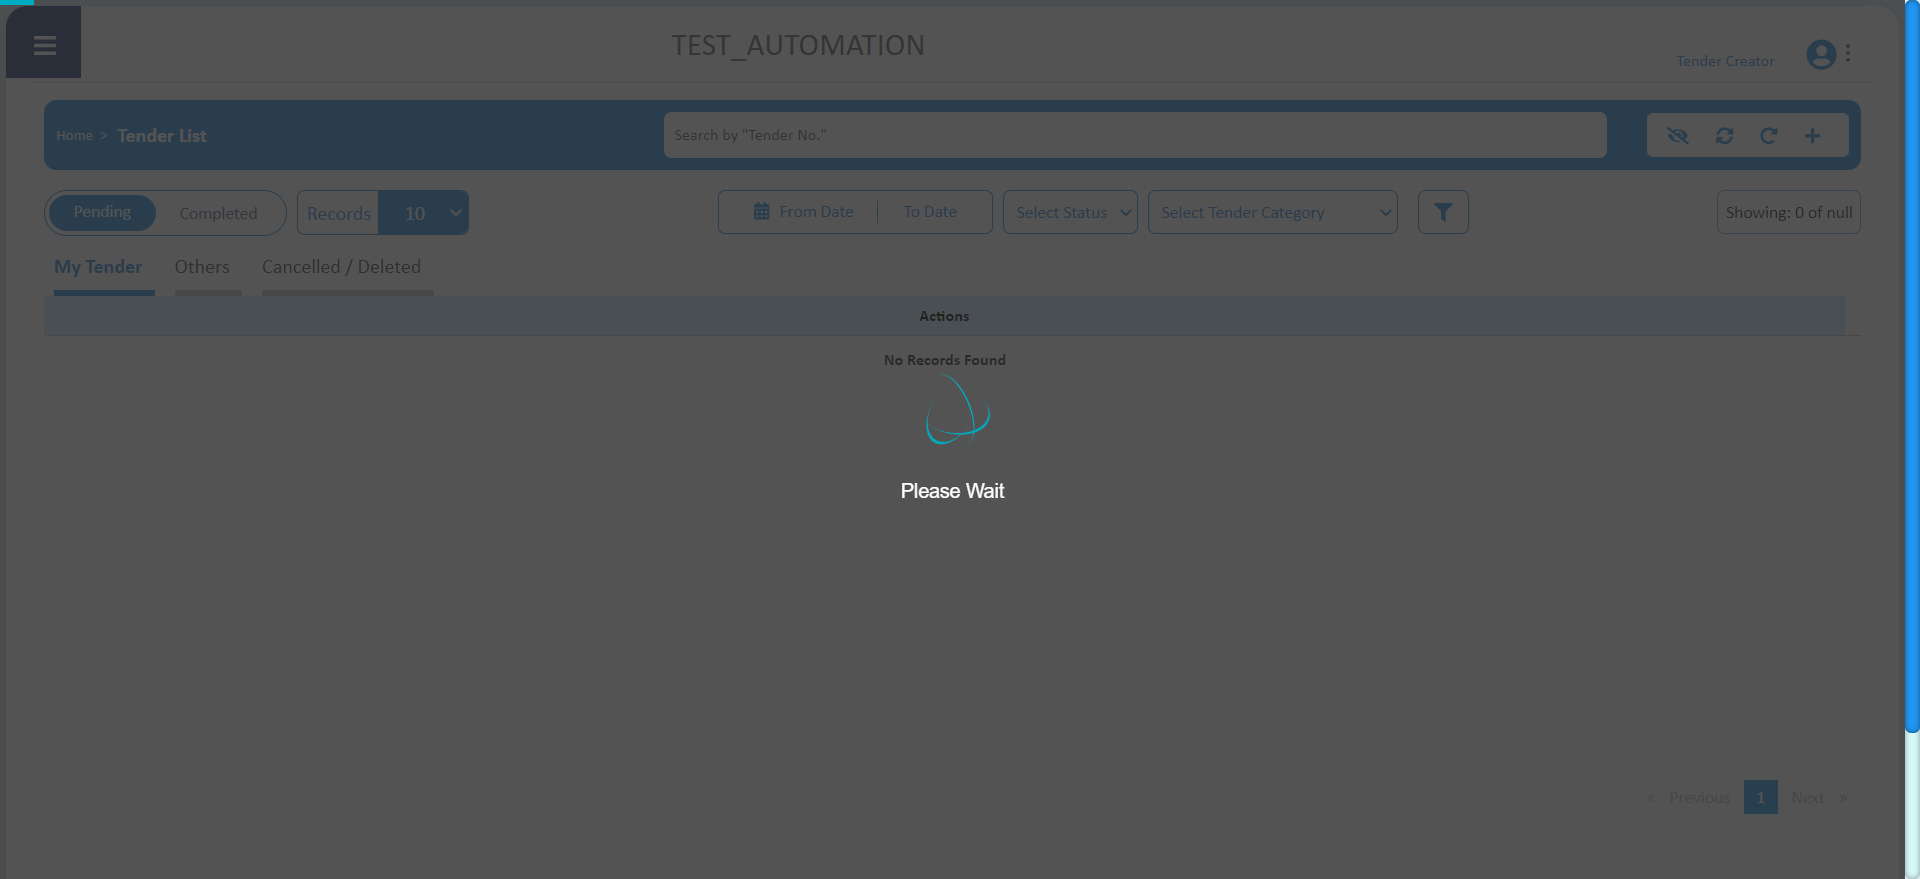 TEST_AUTOMATION
Tender Creator
Home > Tender List
Search by "Tender No."
Pending Completed Records 10 From Date To Date Select Status Select Tender Category Showing: 0 of null
My Tender Others Cancelled / Deleted
Actions
No Records Found
Please Wait
« Previous 1 Next »